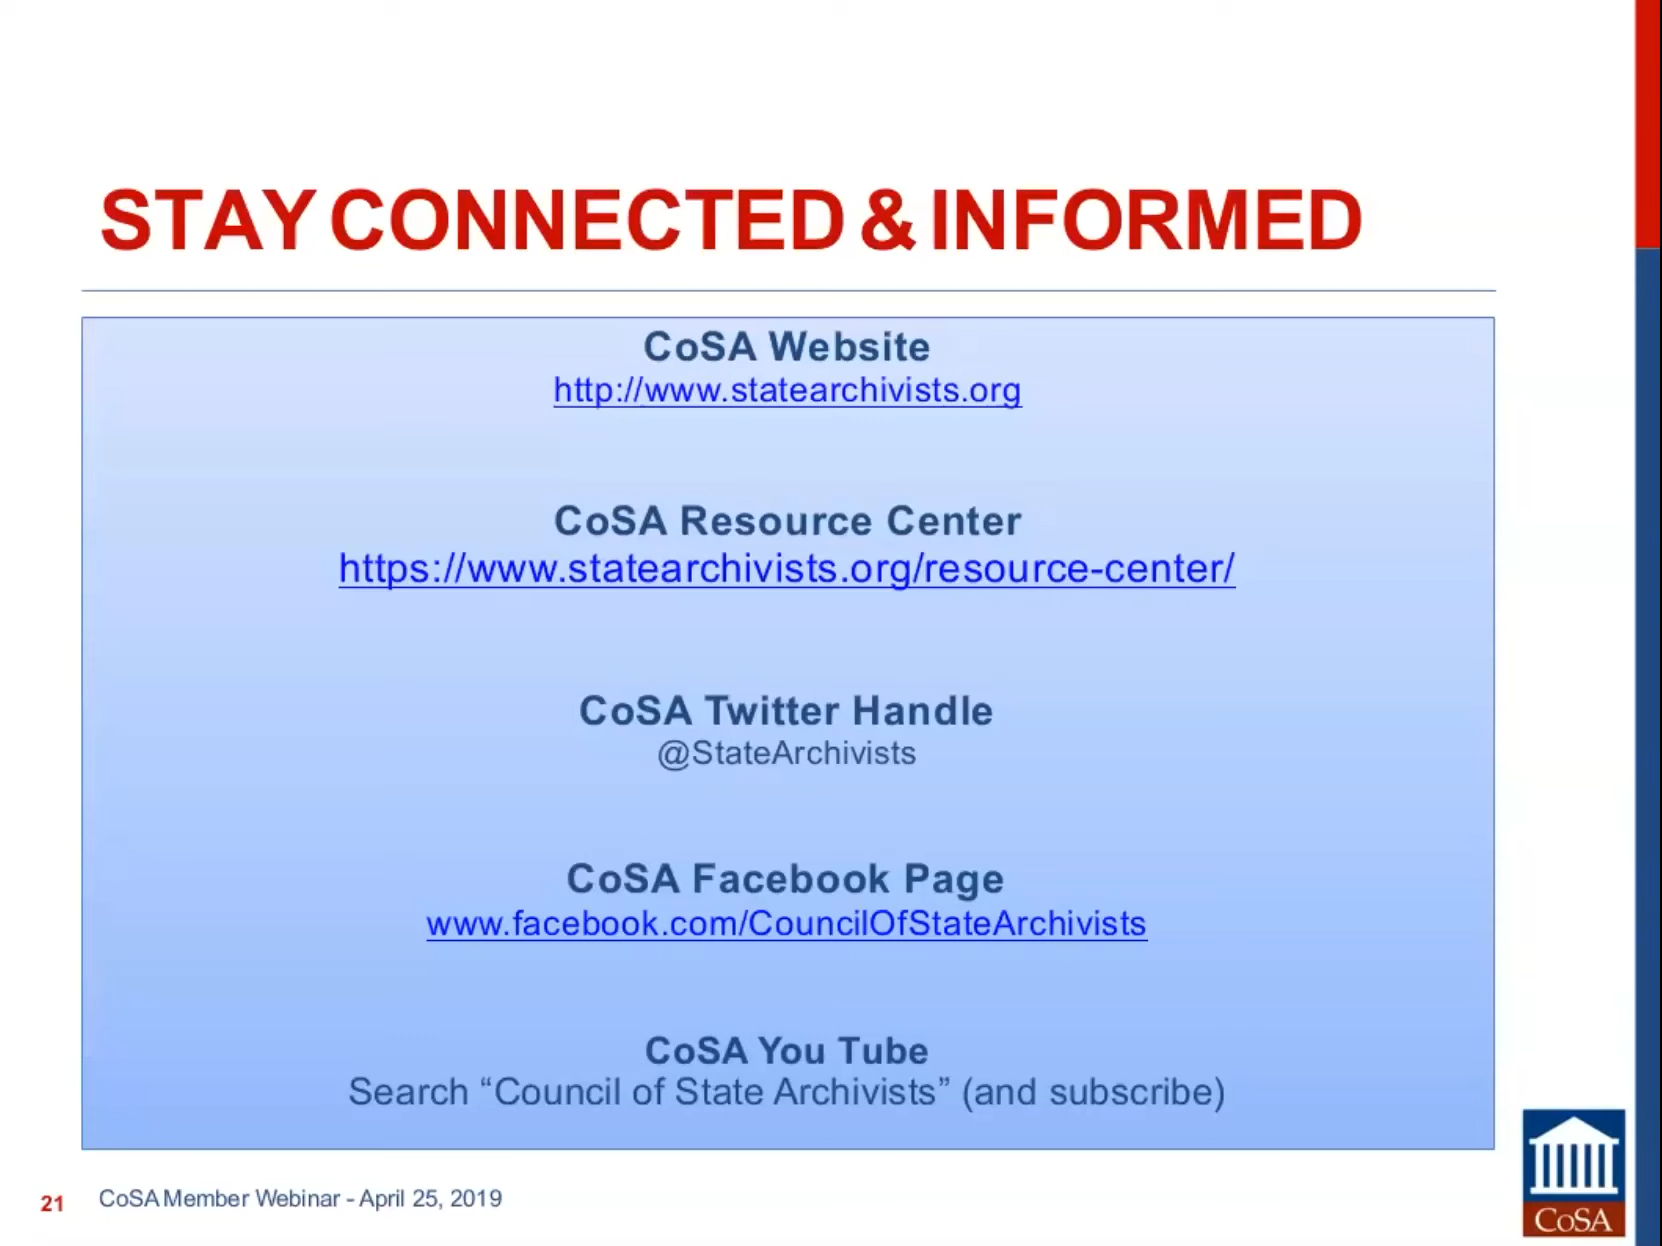 STAY CONNECTED & INFORMED
CoSA Website
http://www.statearchivists.org
CoSA Resource Center
https://www.statearchivists.org/resource-center/
CoSA Twitter Handle
@StateArchivists
CoSA Facebook Page
www.facebook.com/CouncilOfStateArchivists
CoSA You Tube
Search “Council of State Archivists” (and subscribe)
21 CoSA Member Webinar - April 25, 2019
CoSA